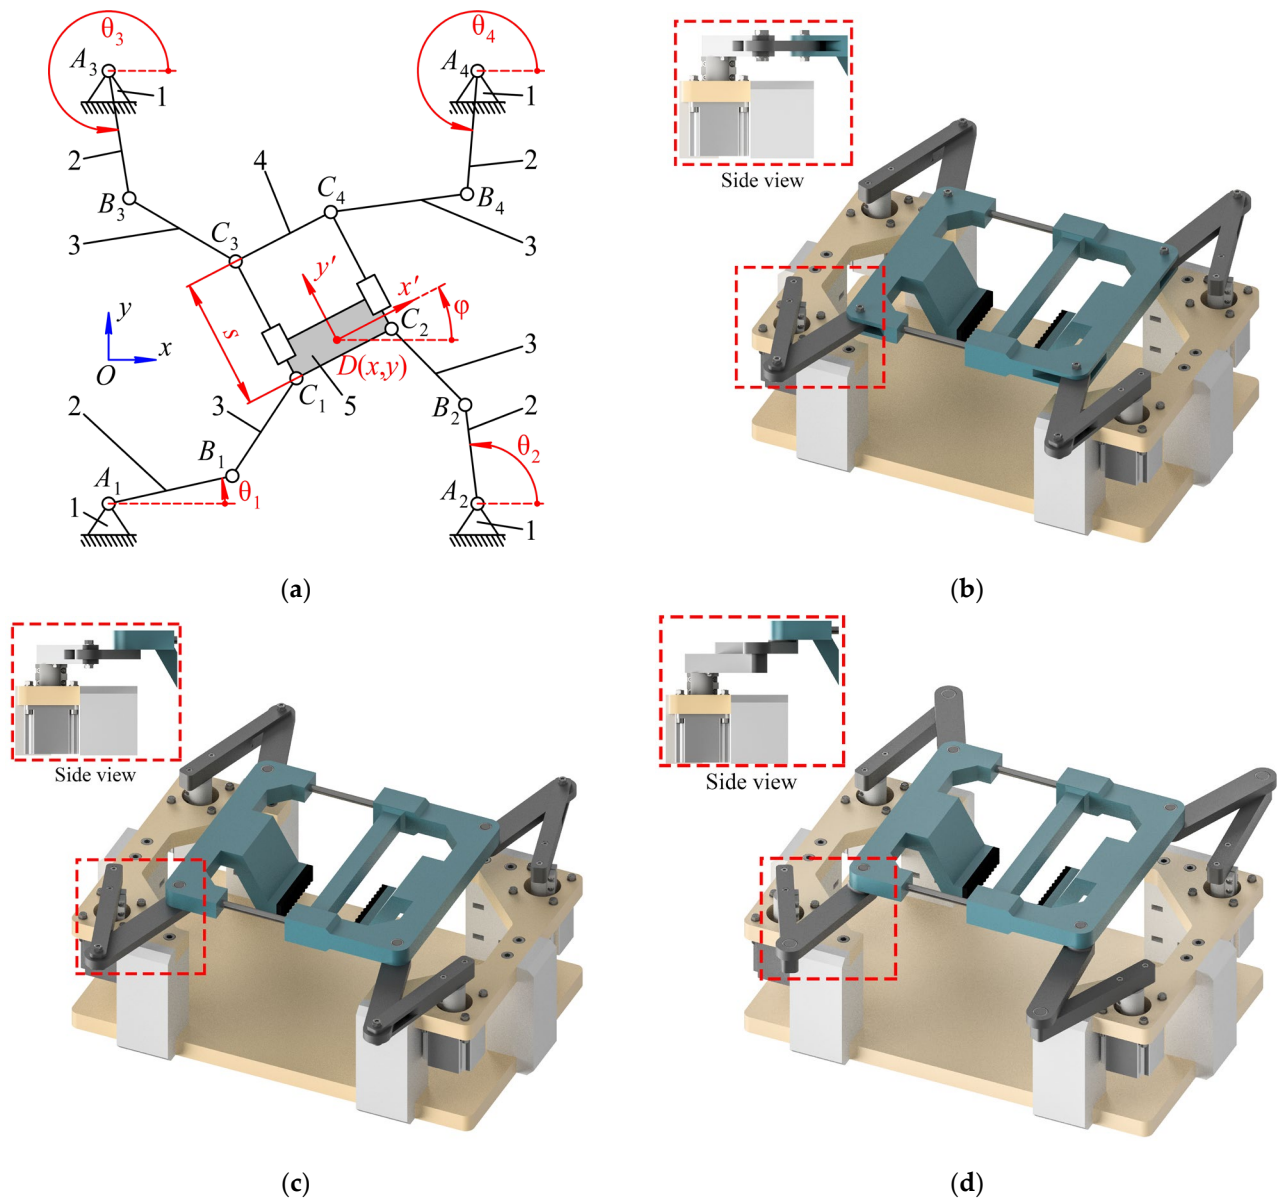 θ3
θ4
A3
A4
1
1
2
4
2
B3
C4
B4
C3
3
3
y′
x′
φ
s
C2
y
x
O
D(x,y)
3
C1
5
B2
2
3
2
B1
θ2
A1
θ1
A2
1
1
(a)
Side view
(b)
Side view
(c)
Side view
(d)